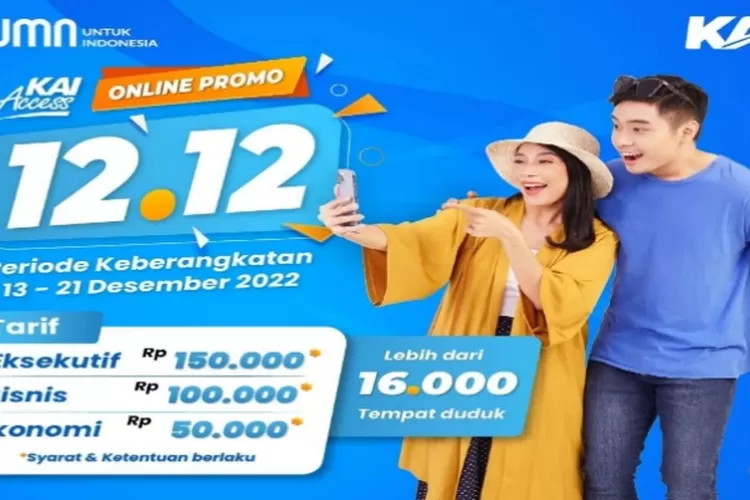 UMN UNTUK
INDONESIA
KAI
KAI
Access
ONLINE PROMO
12.12
Periode Keberangkatan
13 - 21 Desember 2022
Tarif
Eksekutif Rp 150.000*
Bisnis Rp 100.000*
Ekonomi Rp 50.000*
*Syarat & Ketentuan berlaku
Lebih dari
16.000
Tempat duduk